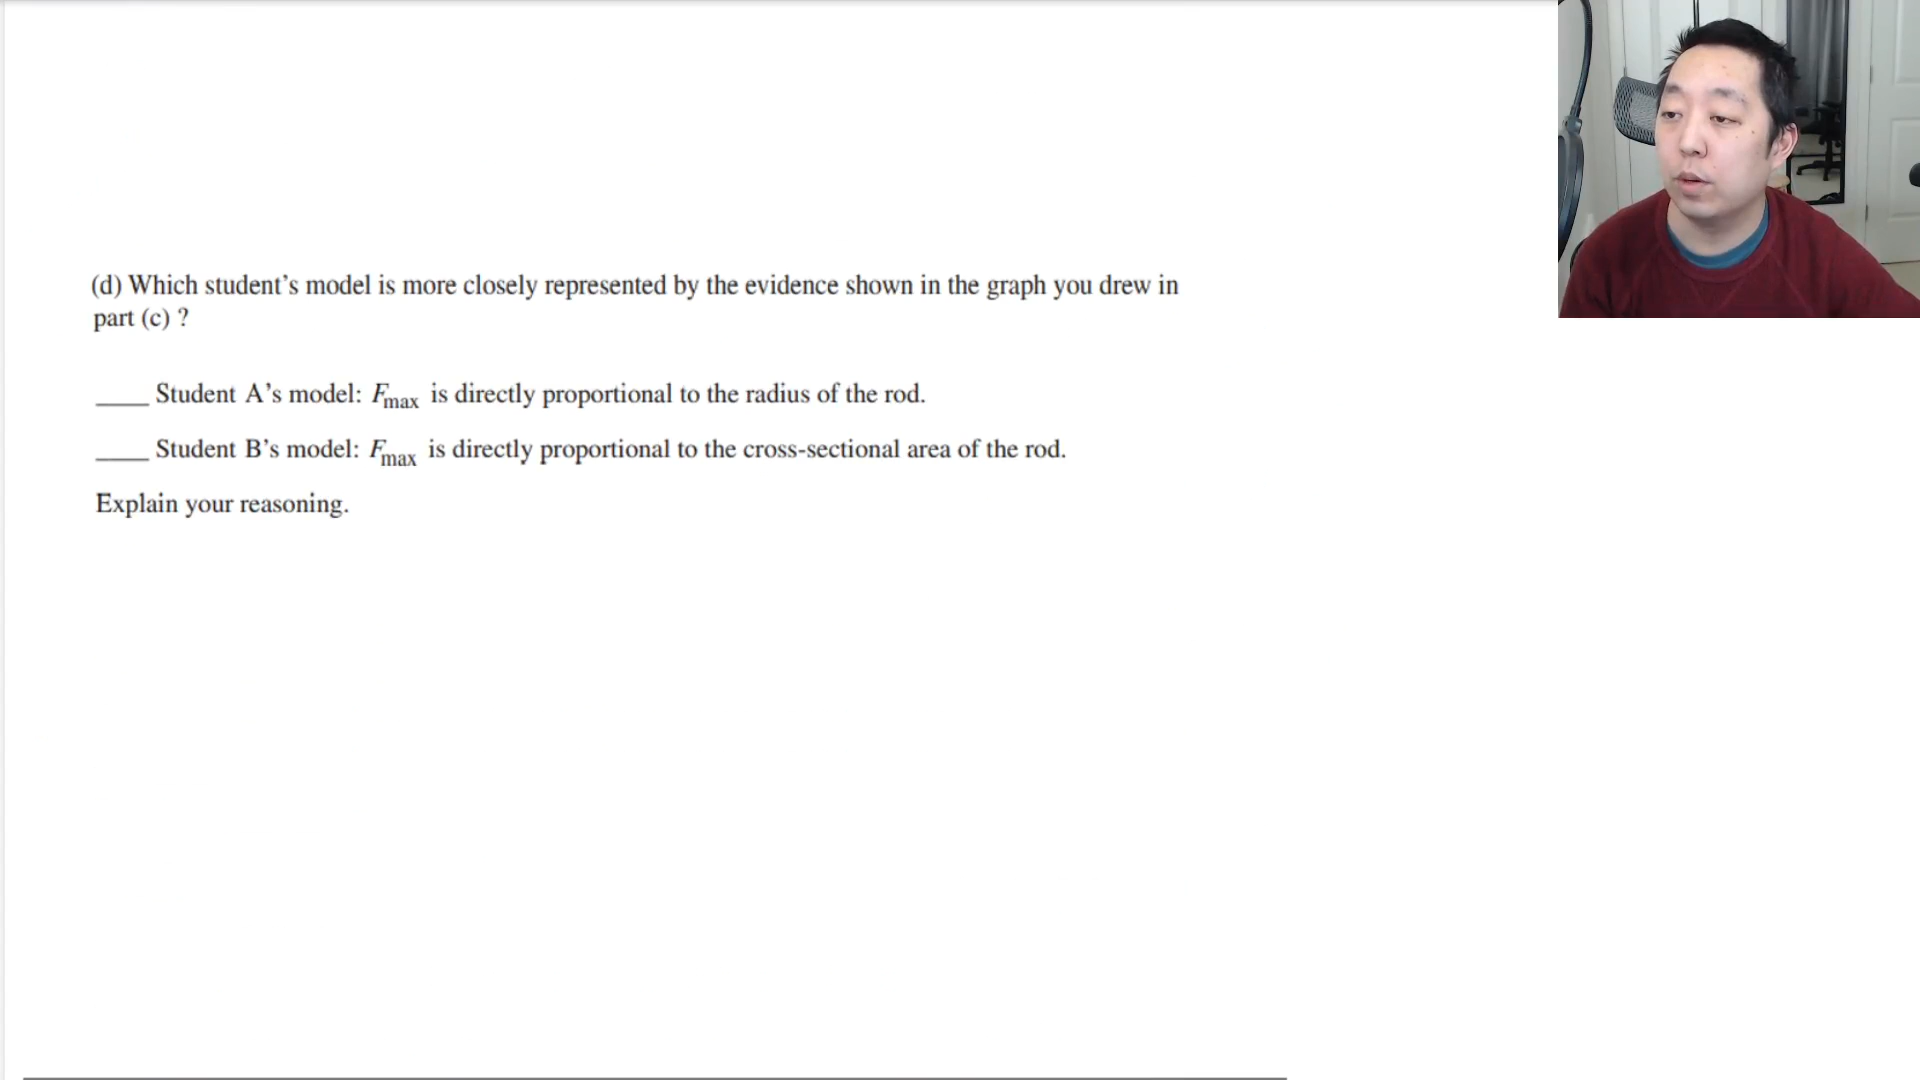 (d) Which student’s model is more closely represented by the evidence shown in the graph you drew in
part (c) ?
____ Student A’s model: Fmax is directly proportional to the radius of the rod.
____ Student B’s model: Fmax is directly proportional to the cross-sectional area of the rod.
Explain your reasoning.